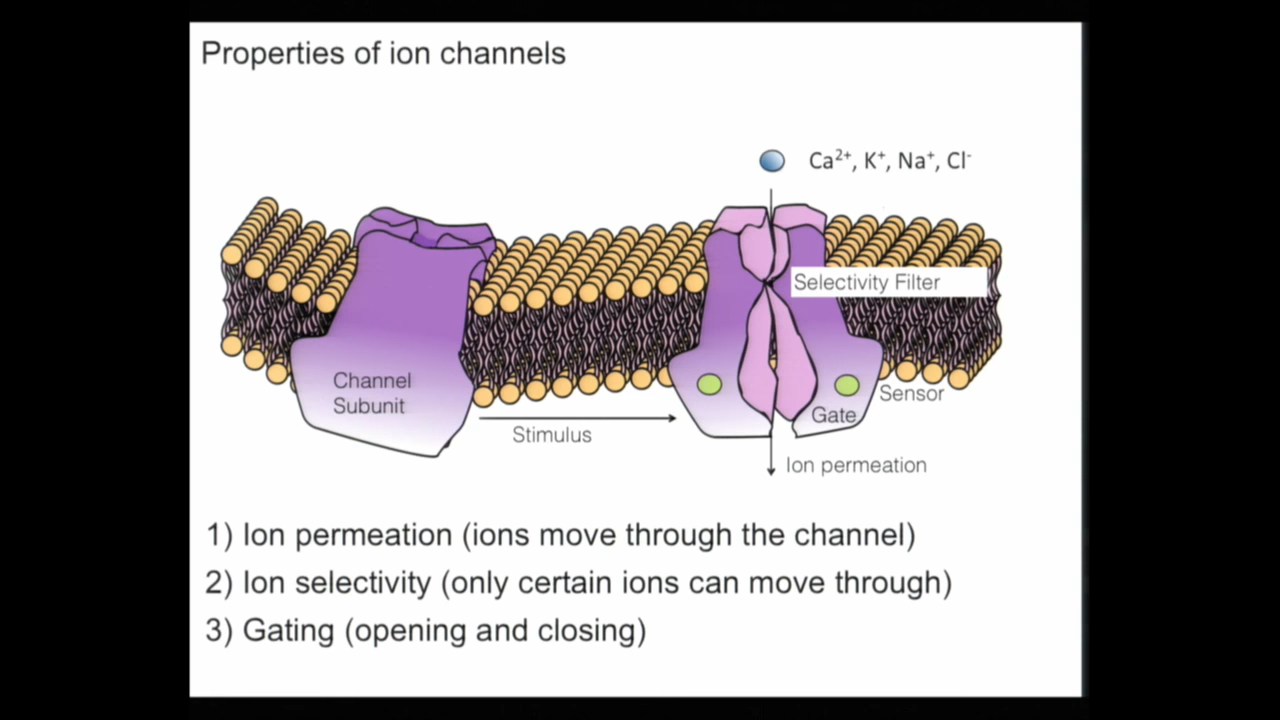 Properties of ion channels
Ca²⁺, K⁺, Na⁺, Cl⁻
Selectivity Filter
Channel
Subunit
Sensor
Gate
Stimulus
Ion permeation
1) Ion permeation (ions move through the channel)
2) Ion selectivity (only certain ions can move through)
3) Gating (opening and closing)